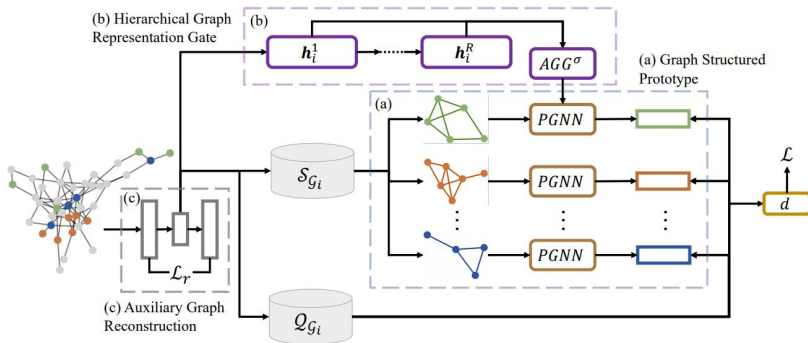 (b) Hierarchical Graph
Representation Gate
(b)
h_i^1
h_i^R
AGG^σ
(a) Graph Structured
Prototype
(a)
PGNN
S_{G_i}
PGNN
L
d
(c)
L_r
PGNN
(c) Auxiliary Graph
Reconstruction
Q_{G_i}